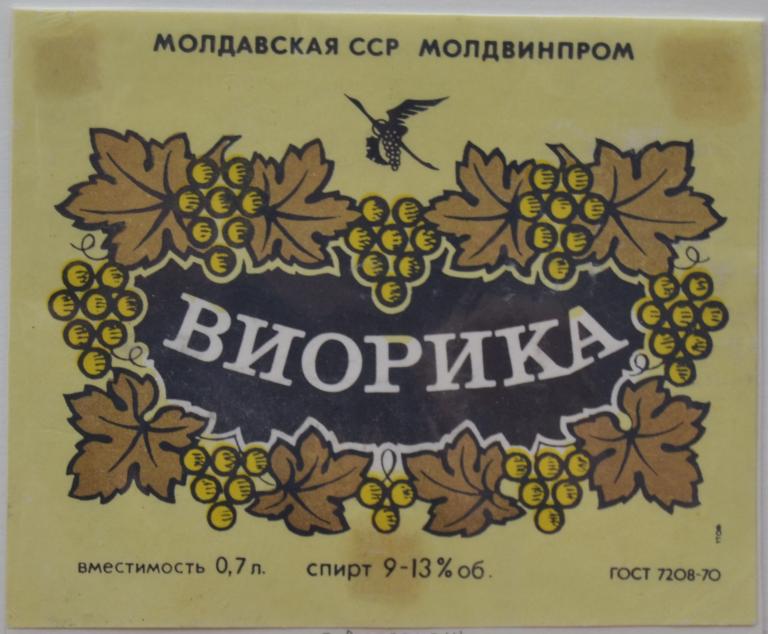 МОЛДАВСКАЯ ССР МОЛДВИНПРОМ
ВИОРИКА
вместимость 0,7 л. спирт 9-13% об. ГОСТ 7208-70